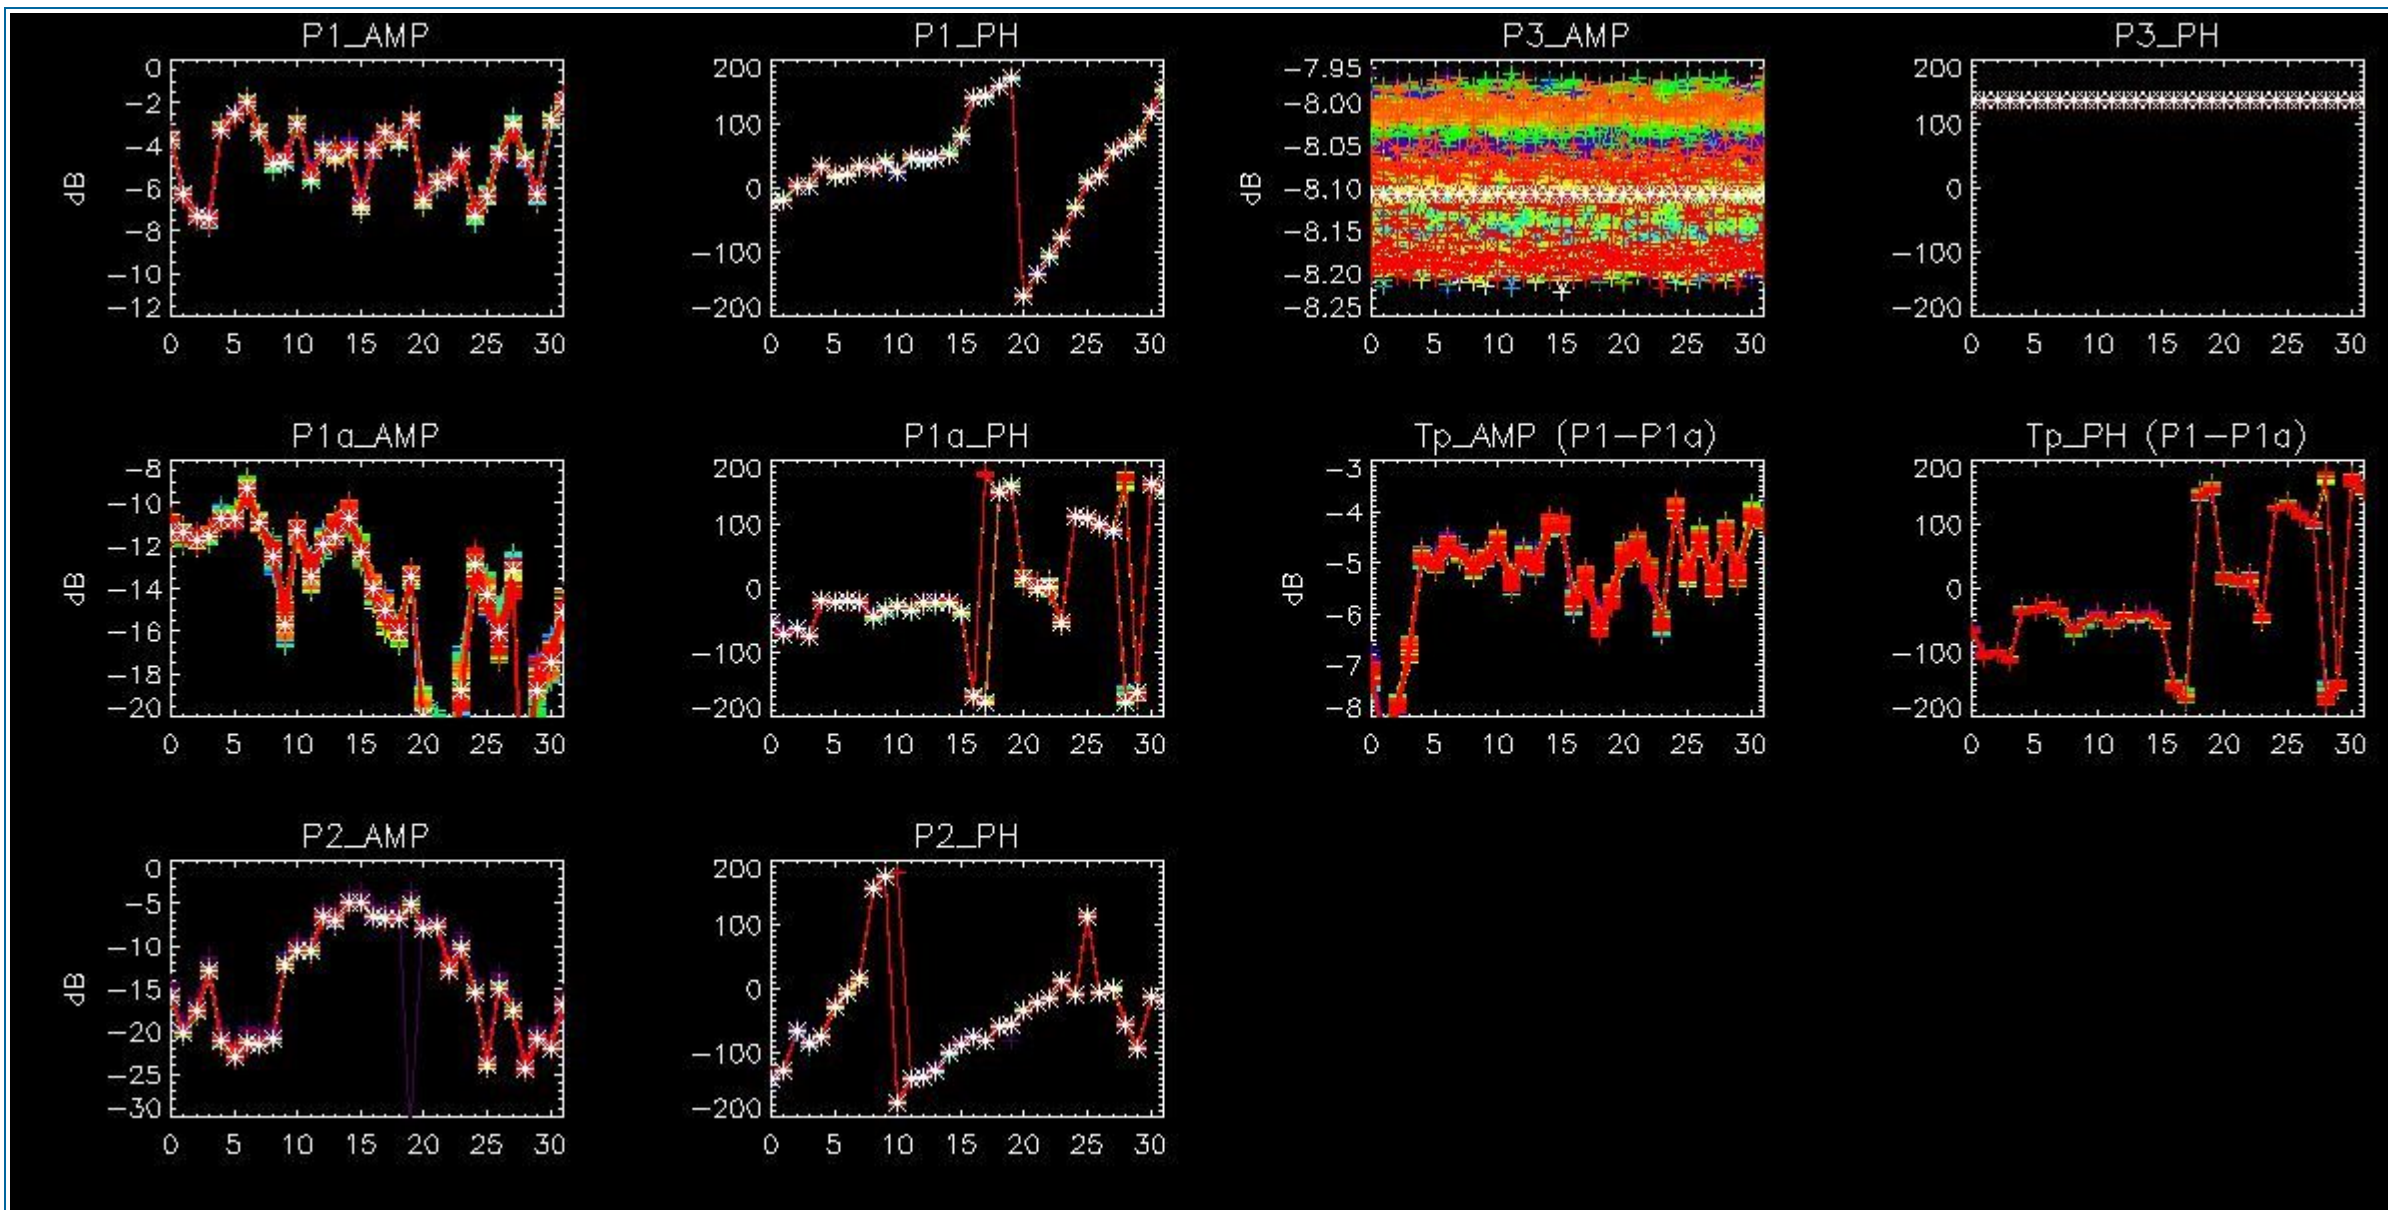 P1_AMP P1_PH P3_AMP P3_PH
0 200 -7.95 200
-2 100 -8.00 100
-4 0 -8.05 0
-6 -100 -8.10 -100
-8 -200 -8.15 -200
-10 -8.20
-12 -8.25
dB dB
0 5 10 15 20 25 30 0 5 10 15 20 25 30 0 5 10 15 20 25 30 0 5 10 15 20 25 30
P1a_AMP P1a_PH Tp_AMP (P1-P1a) Tp_PH (P1-P1a)
-8 200 -3 200
-10 100 -4 100
-12 0 -5 0
-14 -100 -6 -100
-16 -200 -7 -200
-18 -8
-20
dB dB
0 5 10 15 20 25 30 0 5 10 15 20 25 30 0 5 10 15 20 25 30 0 5 10 15 20 25 30
P2_AMP P2_PH
0 200
-5 100
-10 0
-15 -100
-20 -200
-25
-30
dB
0 5 10 15 20 25 30 0 5 10 15 20 25 30